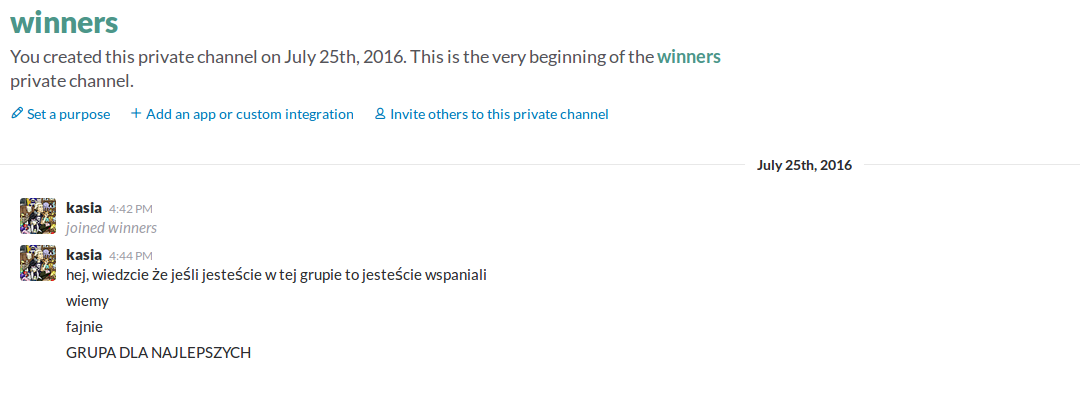 winners
You created this private channel on July 25th, 2016. This is the very beginning of the winners
private channel.
Set a purpose + Add an app or custom integration Invite others to this private channel
July 25th, 2016
kasia 4:42 PM
joined winners
kasia 4:44 PM
hej, wiedzcie że jeśli jesteście w tej grupie to jesteście wspaniali
wiemy
fajnie
GRUPA DLA NAJLEPSZYCH